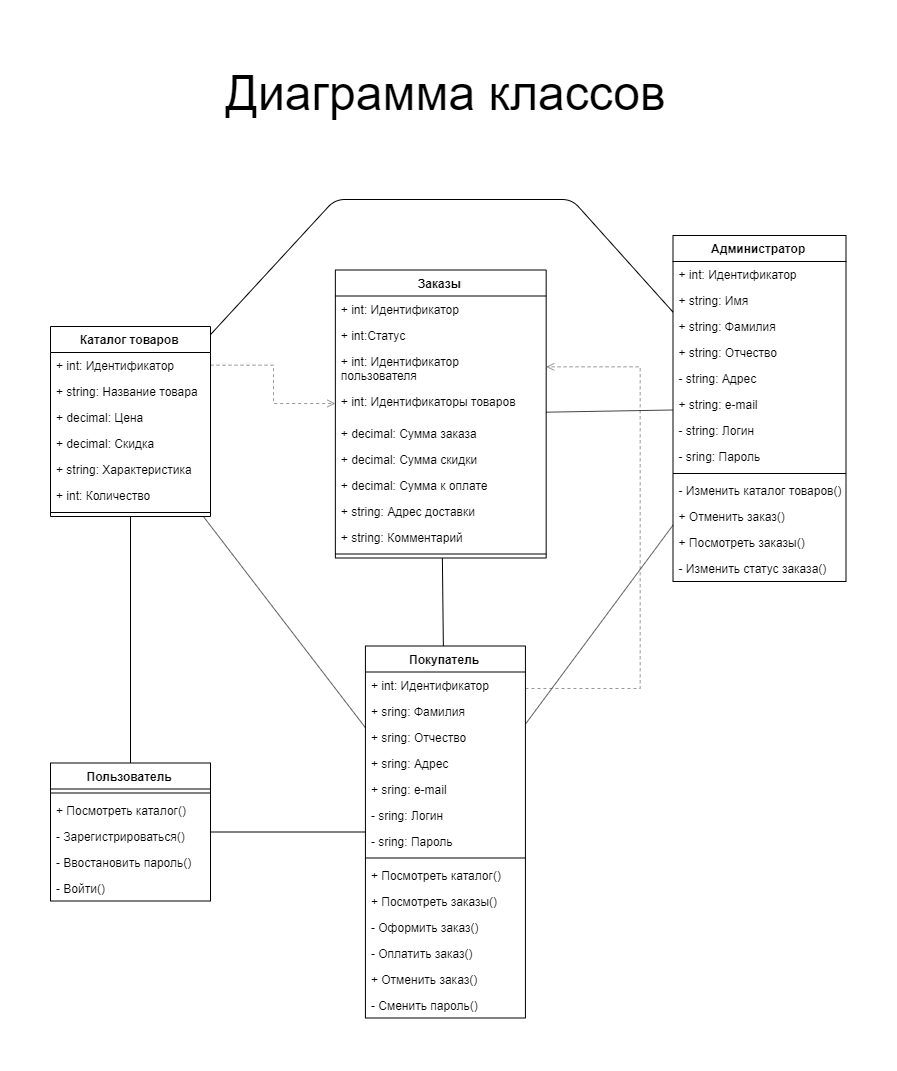 Диаграмма классов
Администратор
+ int: Идентификатор
+ string: Имя
+ string: Фамилия
+ string: Отчество
- string: Адрес
+ string: e-mail
- string: Логин
- sring: Пароль
- Изменить каталог товаров()
+ Отменить заказ()
+ Посмотреть заказы()
- Изменить статус заказа()
Заказы
+ int: Идентификатор
+ int:Статус
+ int: Идентификатор
пользователя
+ int: Идентификаторы товаров
+ decimal: Сумма заказа
+ decimal: Сумма скидки
+ decimal: Сумма к оплате
+ string: Адрес доставки
+ string: Комментарий
Каталог товаров
+ int: Идентификатор
+ string: Название товара
+ decimal: Цена
+ decimal: Скидка
+ string: Характеристика
+ int: Количество
Покупатель
+ int: Идентификатор
+ sring: Фамилия
+ sring: Отчество
+ sring: Адрес
+ sring: e-mail
- sring: Логин
- sring: Пароль
+ Посмотреть каталог()
+ Посмотреть заказы()
- Оформить заказ()
- Оплатить заказ()
+ Отменить заказ()
- Сменить пароль()
Пользователь
+ Посмотреть каталог()
- Зарегистрироваться()
- Ввостановить пароль()
- Войти()